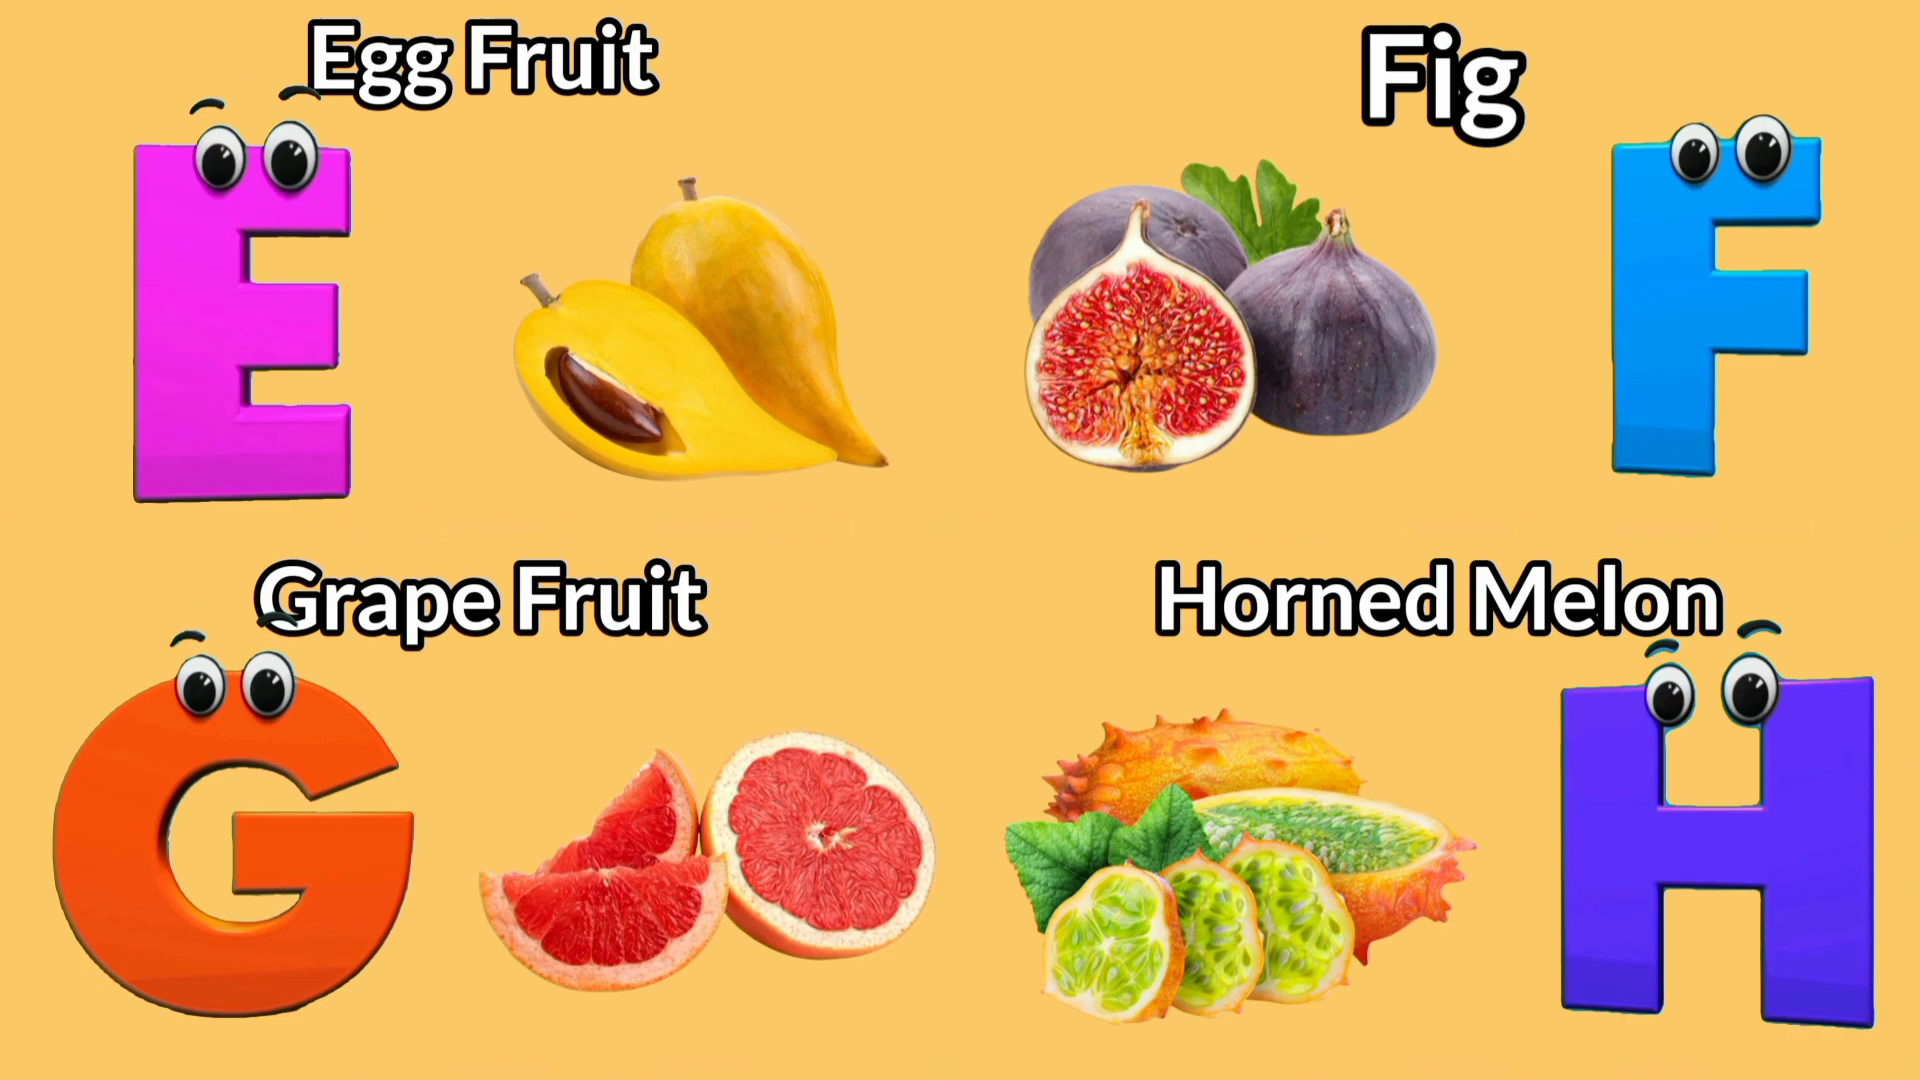 Egg Fruit
Fig
E
F
Grape Fruit
Horned Melon
G
H